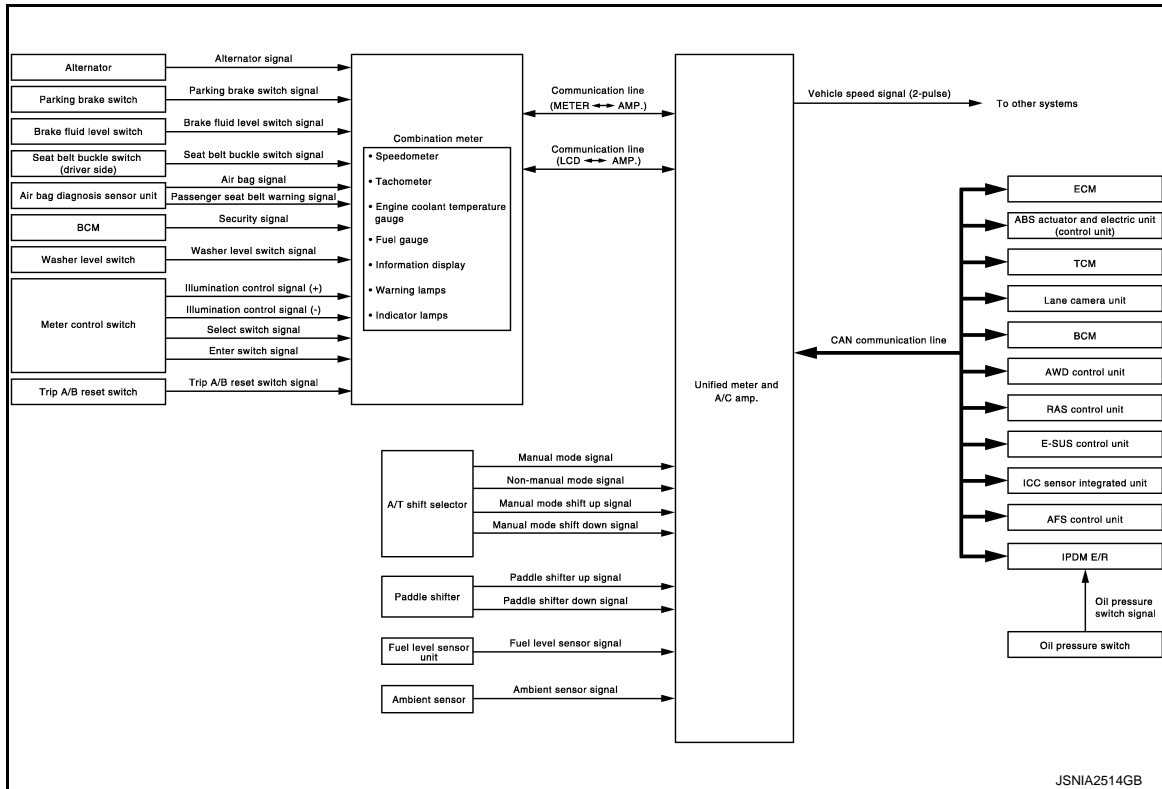 Alternator
Alternator signal
Parking brake switch
Parking brake switch signal
Brake fluid level switch
Brake fluid level switch signal
Seat belt buckle switch
(driver side)
Seat belt buckle switch signal
Air bag diagnosis sensor unit
Air bag signal
Passenger seat belt warning signal
BCM
Security signal
Washer level switch
Washer level switch signal
Meter control switch
Illumination control signal (+)
Illumination control signal (-)
Select switch signal
Enter switch signal
Trip A/B reset switch
Trip A/B reset switch signal
Combination meter
• Speedometer
• Tachometer
• Engine coolant temperature
gauge
• Fuel gauge
• Information display
• Warning lamps
• Indicator lamps
Communication line
(METER ↔ AMP.)
Communication line
(LCD ↔ AMP.)
A/T shift selector
Manual mode signal
Non-manual mode signal
Manual mode shift up signal
Manual mode shift down signal
Paddle shifter
Paddle shifter up signal
Paddle shifter down signal
Fuel level sensor
unit
Fuel level sensor signal
Ambient sensor
Ambient sensor signal
Unified meter and
A/C amp.
Vehicle speed signal (2-pulse)
To other systems
CAN communication line
ECM
ABS actuator and electric unit
(control unit)
TCM
Lane camera unit
BCM
AWD control unit
RAS control unit
E-SUS control unit
ICC sensor integrated unit
AFS control unit
IPDM E/R
Oil pressure
switch signal
Oil pressure switch
JSNIA2514GB